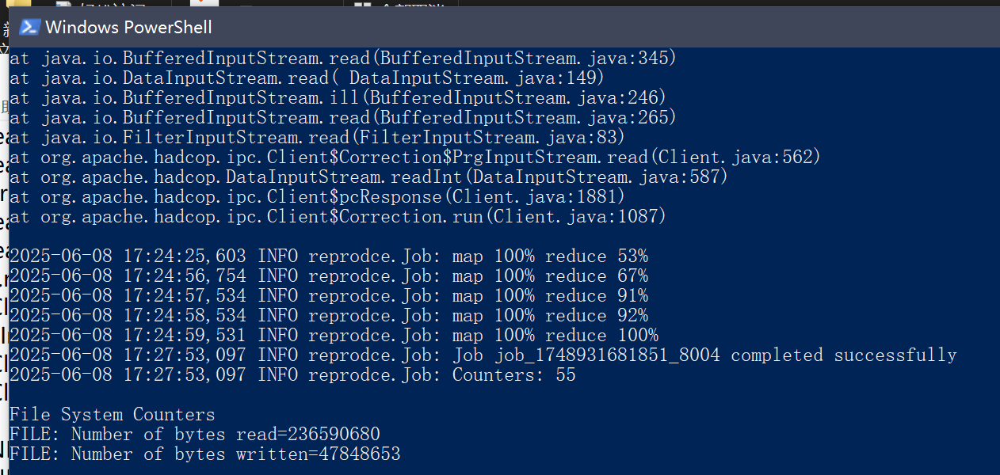 Windows PowerShell
at java.io.BufferedInputStream.read(BufferedInputStream.java:345)
at java.io.DataInputStream.read( DataInputStream.java:149)
at java.io.BufferedInputStream.ill(BufferedInputStream.java:246)
at java.io.BufferedInputStream.read(BufferedInputStream.java:265)
at java.io.FilterInputStream.read(FilterInputStream.java:83)
at org.apache.hadcop.ipc.Client$Correction$PrgInputStream.read(Client.java:562)
at org.apache.hadcop.DataInputStream.readInt(DataInputStream.java:587)
at org.apache.hadcop.ipc.Client$pcResponse(Client.java:1881)
at org.apache.hadcop.ipc.Client$Correction.run(Client.java:1087)
2025-06-08 17:24:25,603 INFO reprodce.Job: map 100% reduce 53%
2025-06-08 17:24:56,754 INFO reprodce.Job: map 100% reduce 67%
2025-06-08 17:24:57,534 INFO reprodce.Job: map 100% reduce 91%
2025-06-08 17:24:58,534 INFO reprodce.Job: map 100% reduce 92%
2025-06-08 17:24:59,531 INFO reprodce.Job: map 100% reduce 100%
2025-06-08 17:27:53,097 INFO reprodce.Job: Job job_1748931681851_8004 completed successfully
2025-06-08 17:27:53,097 INFO reprodce.Job: Counters: 55
File System Counters
FILE: Number of bytes read=236590680
FILE: Number of bytes written=47848653